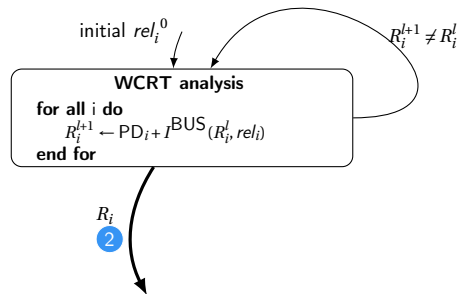 initial rel_i^0
R_i^{l+1} ≠ R_i^l
WCRT analysis
for all i do
R_i^{l+1} ← PD_i + I^{BUS}(R_i^l, rel_i)
end for
R_i
2